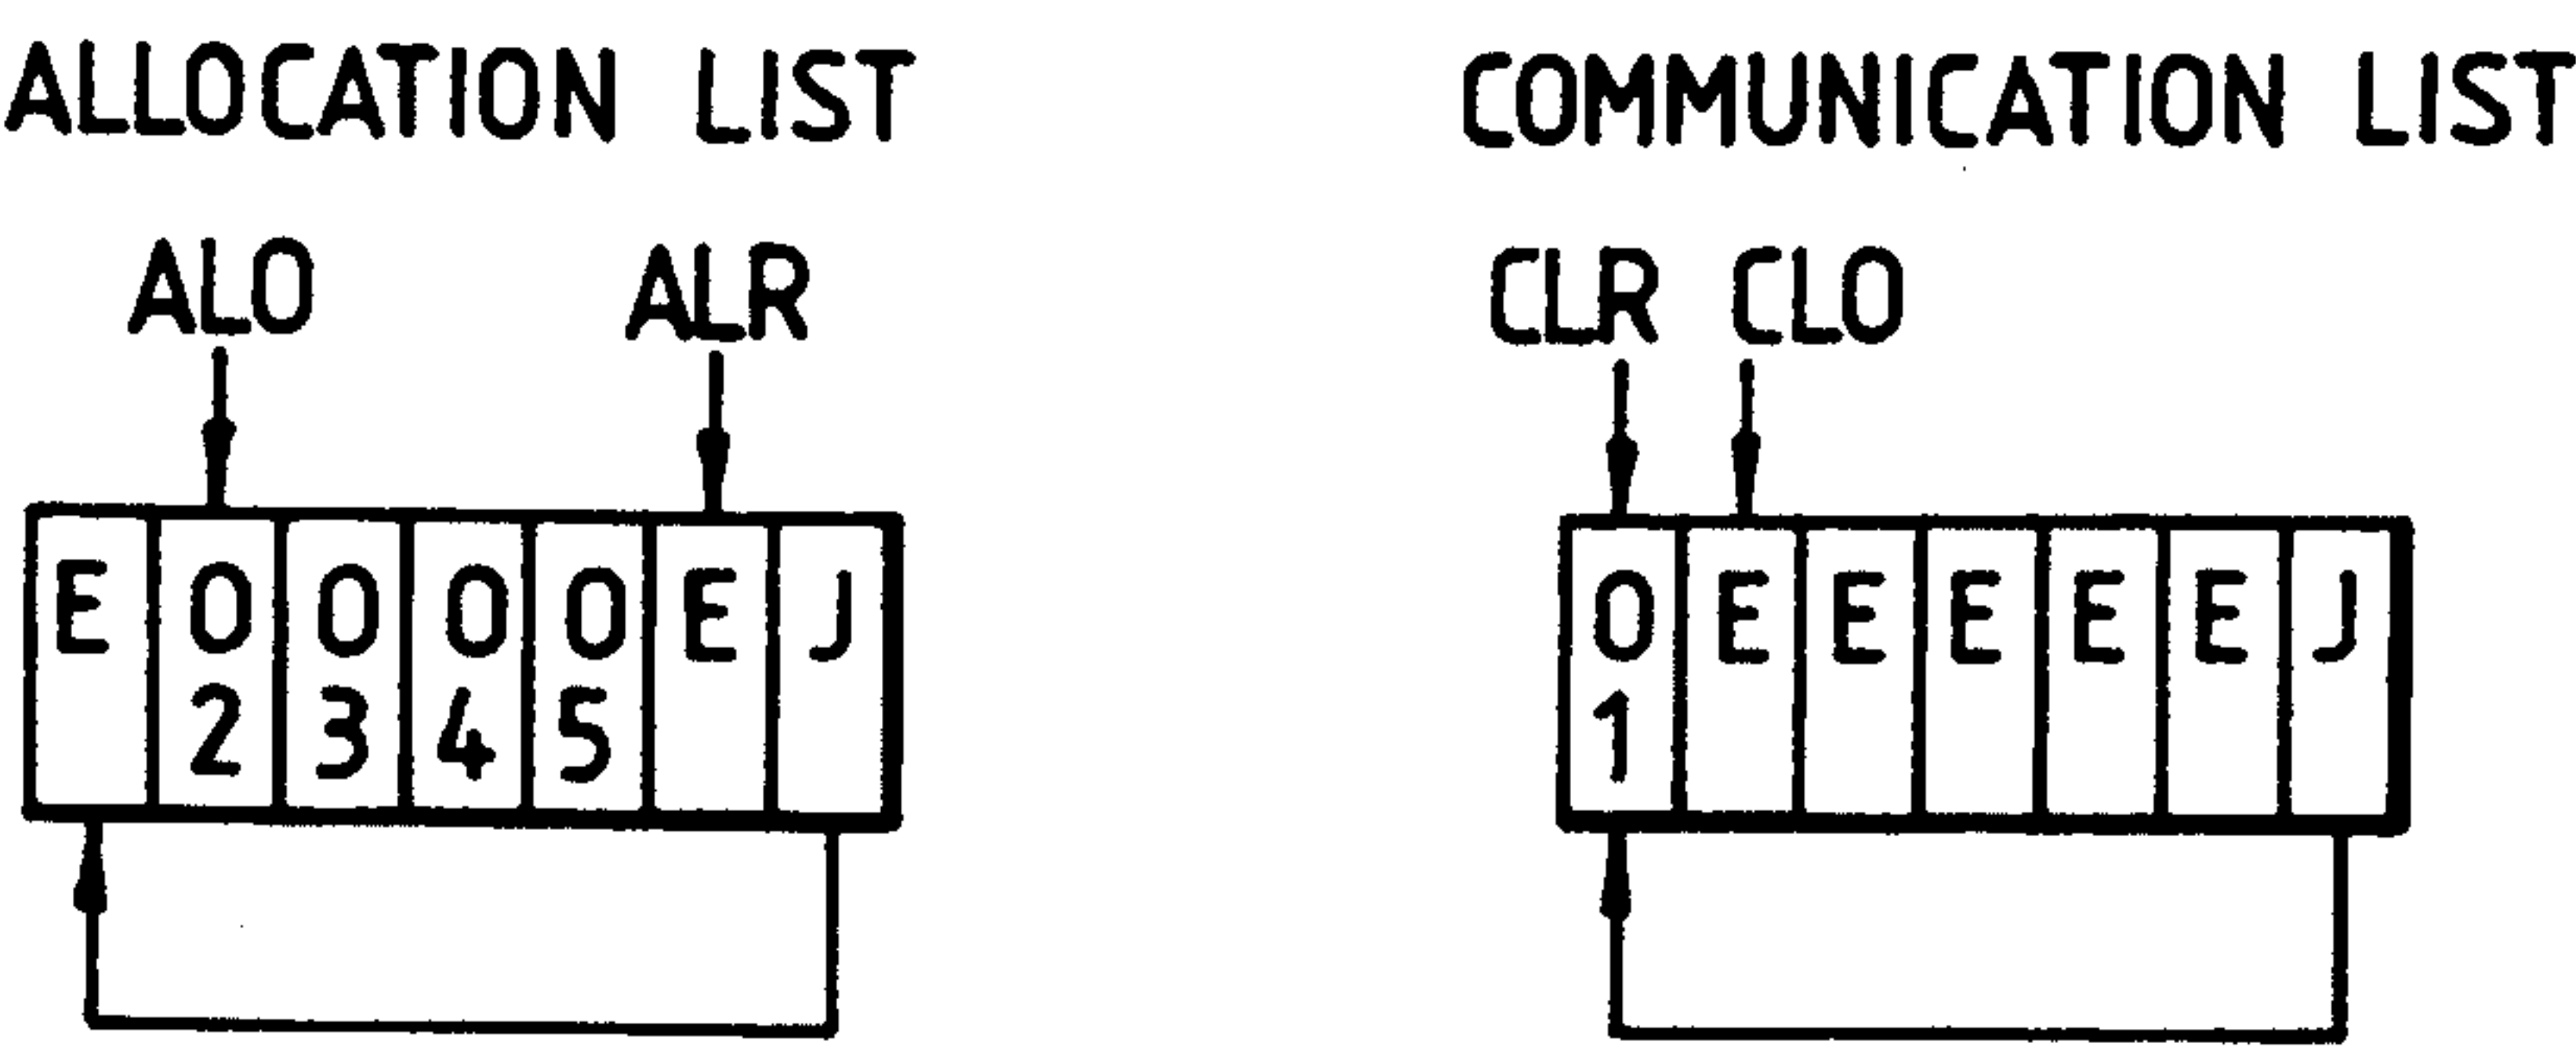 ALLOCATION LIST COMMUNICATION LIST
ALO ALR CLR CLO
E O O O O E J O E E E E E J
2 3 4 5 1